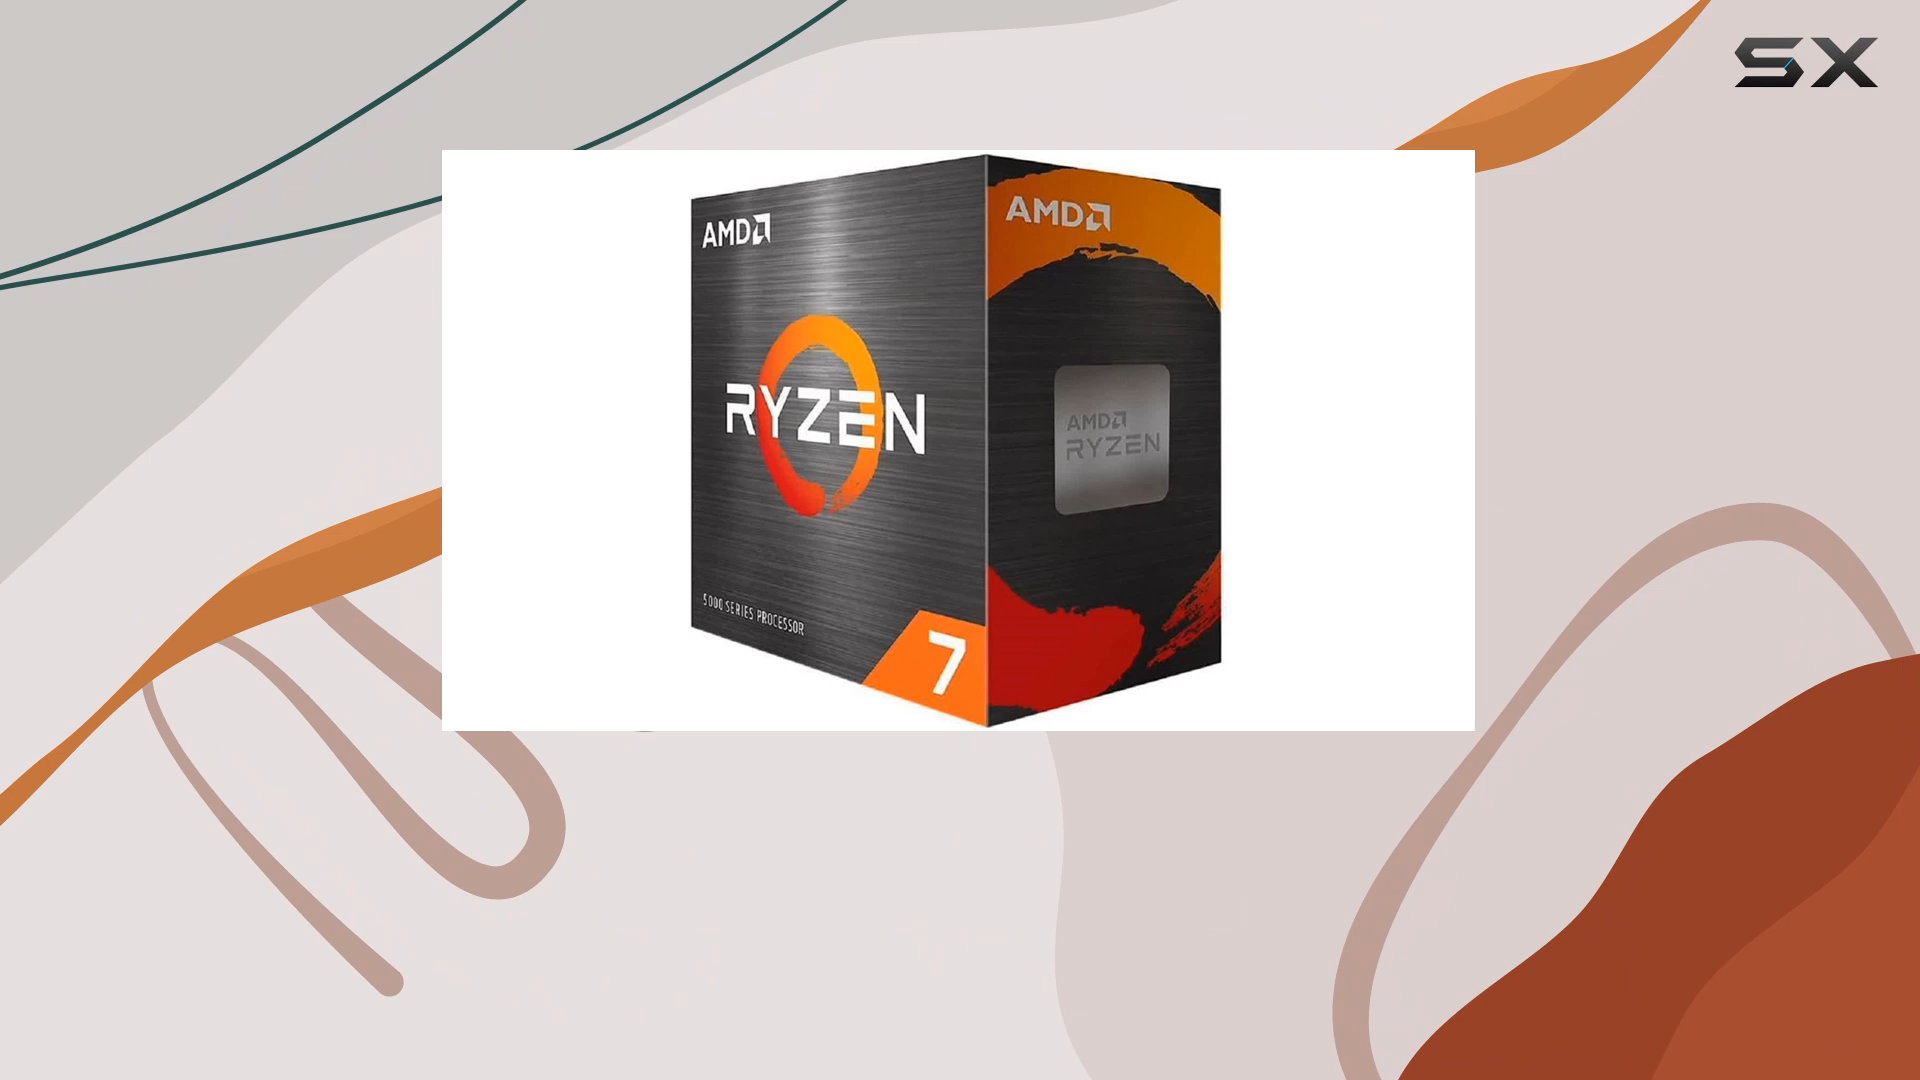 SX
AMD
RYZEN
5000 SERIES PROCESSOR
7
AMD
AMD
RYZEN